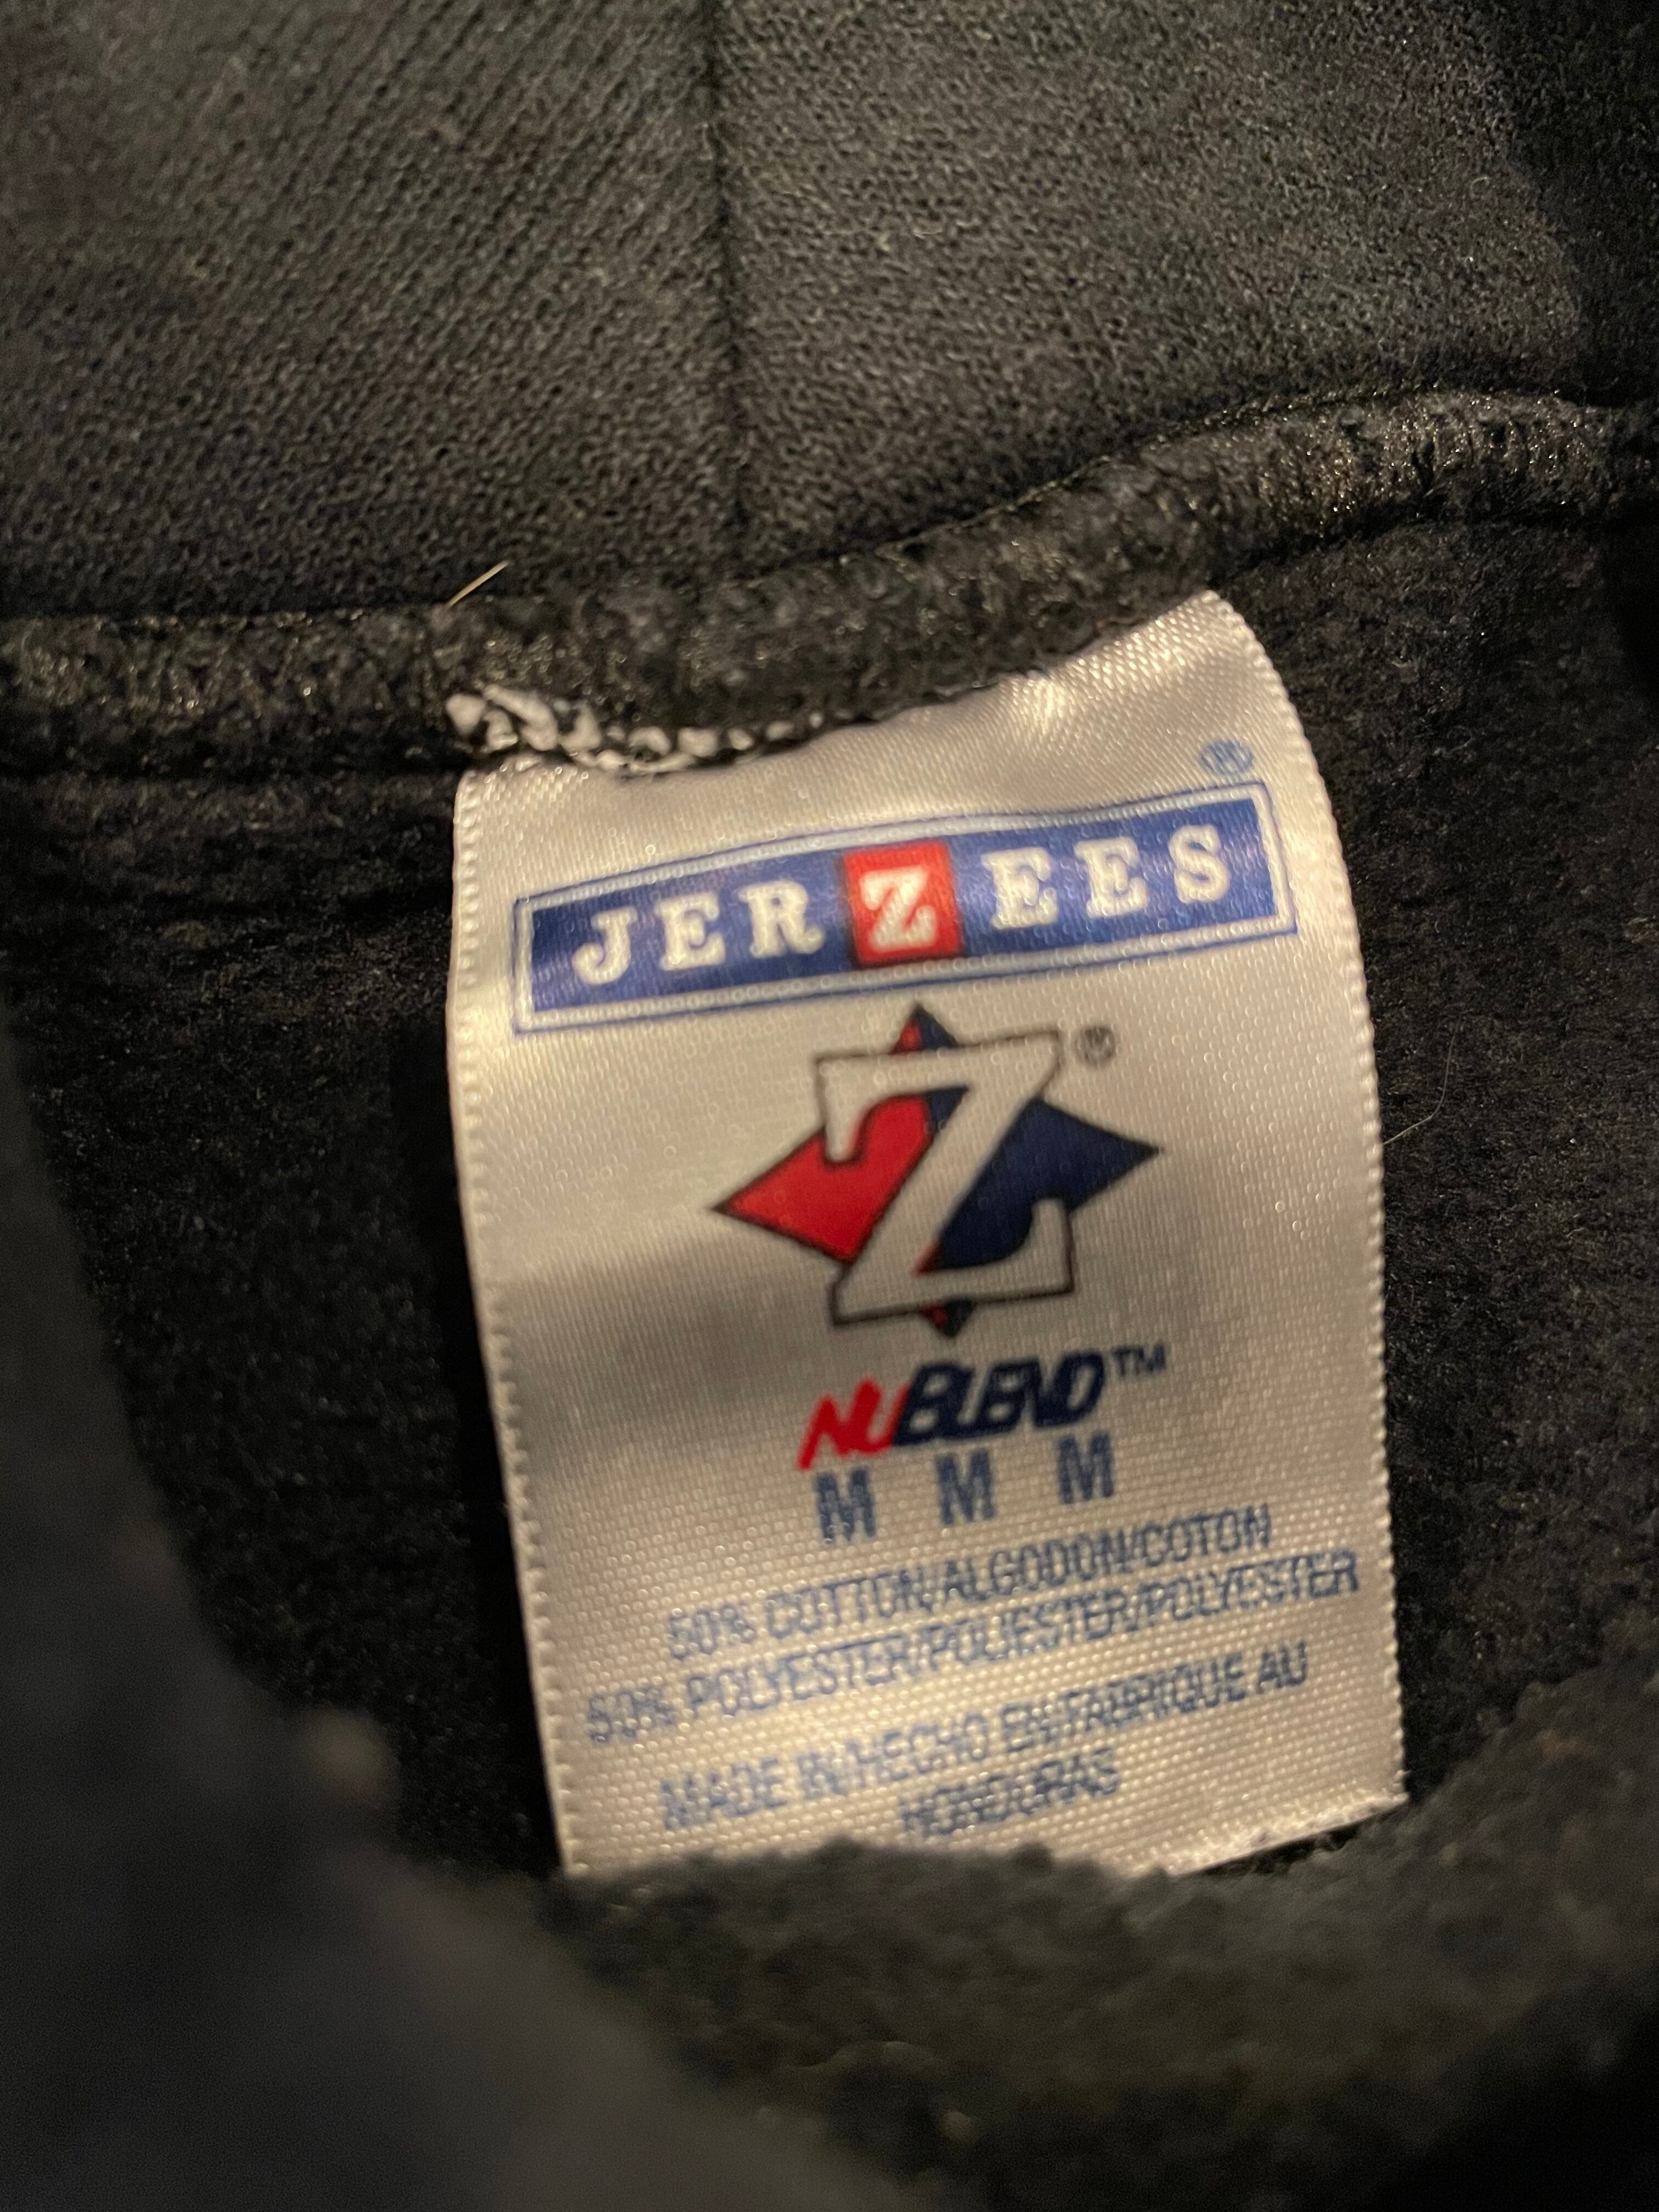 ®
JERZEES
Z®
NUBLEND™
M M M
50% COTTON/ALGODON/COTON
50% POLYESTER/POLIESTER/POLYESTER
MADE IN/HECHO EN/FABRIQUE AU
HONDURAS